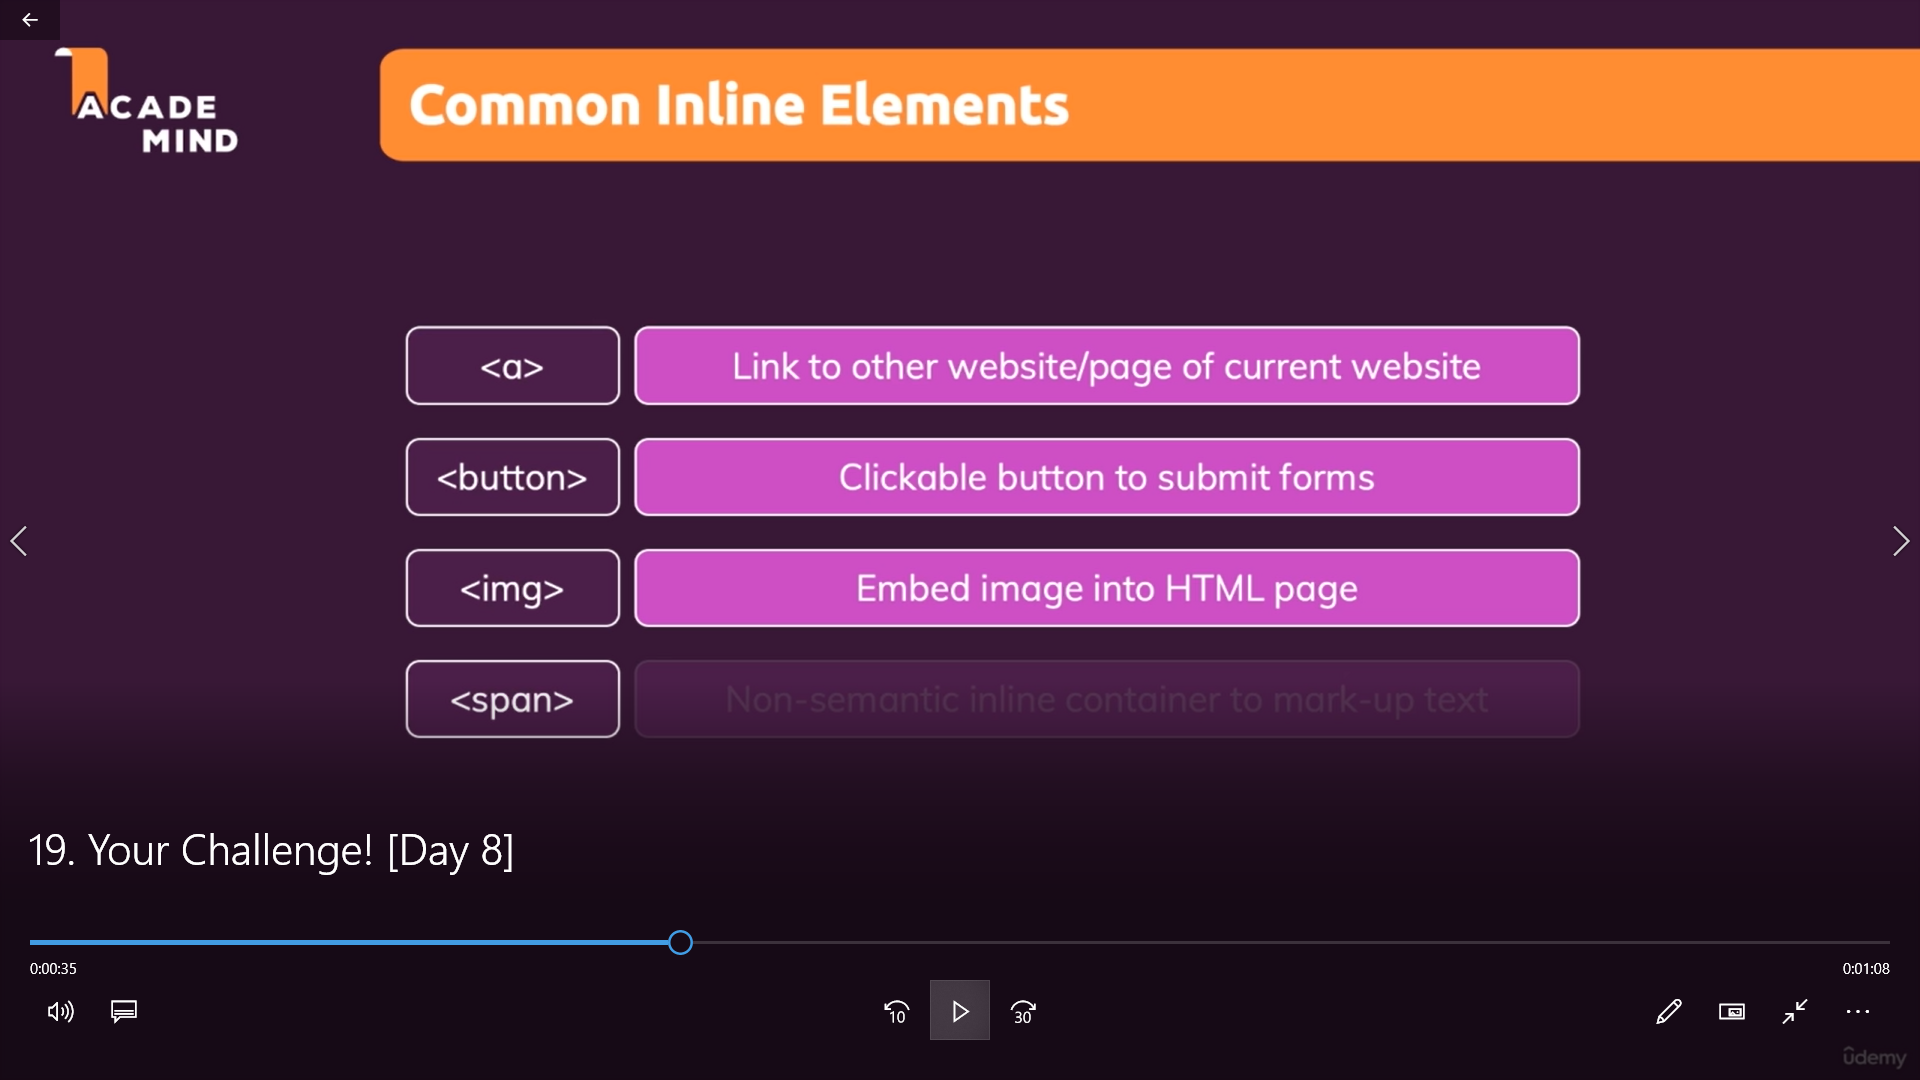 ACADE
MIND
Common Inline Elements
<a>
Link to other website/page of current website
<button>
Clickable button to submit forms
<img>
Embed image into HTML page
<span>
Non-semantic inline container to mark-up text
19. Your Challenge! [Day 8]
0:00:35
0:01:08
10
30
ûdemy